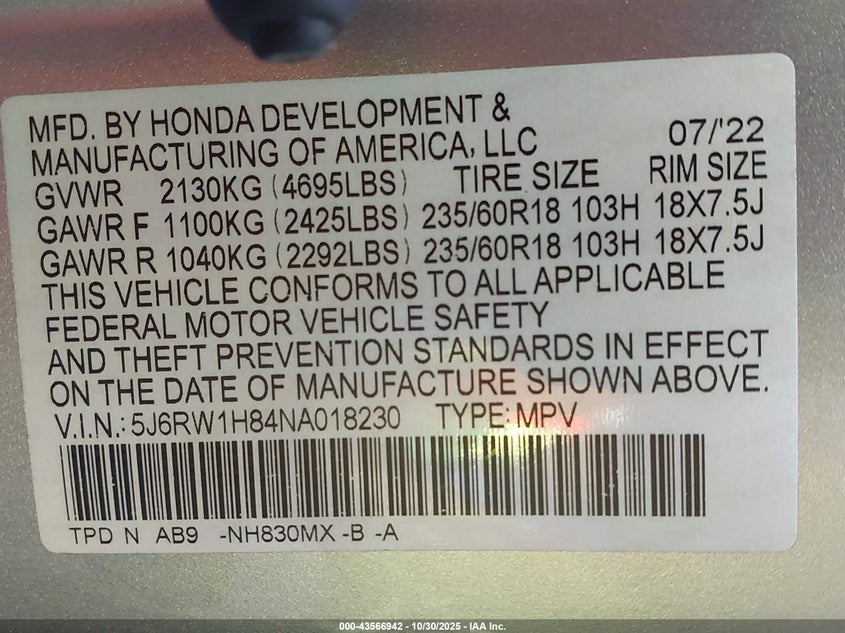 MFD. BY HONDA DEVELOPMENT &
MANUFACTURING OF AMERICA, LLC 07/'22
GVWR 2130KG (4695LBS) TIRE SIZE RIM SIZE
GAWR F 1100KG (2425LBS) 235/60R18 103H 18X7.5J
GAWR R 1040KG (2292LBS) 235/60R18 103H 18X7.5J
THIS VEHICLE CONFORMS TO ALL APPLICABLE
FEDERAL MOTOR VEHICLE SAFETY
AND THEFT PREVENTION STANDARDS IN EFFECT
ON THE DATE OF MANUFACTURE SHOWN ABOVE.
V.I.N.: 5J6RW1H84NA018230 TYPE: MPV
TPD N AB9 -NH830MX -B -A
000-43566942 - 10/30/2025 - IAA Inc.